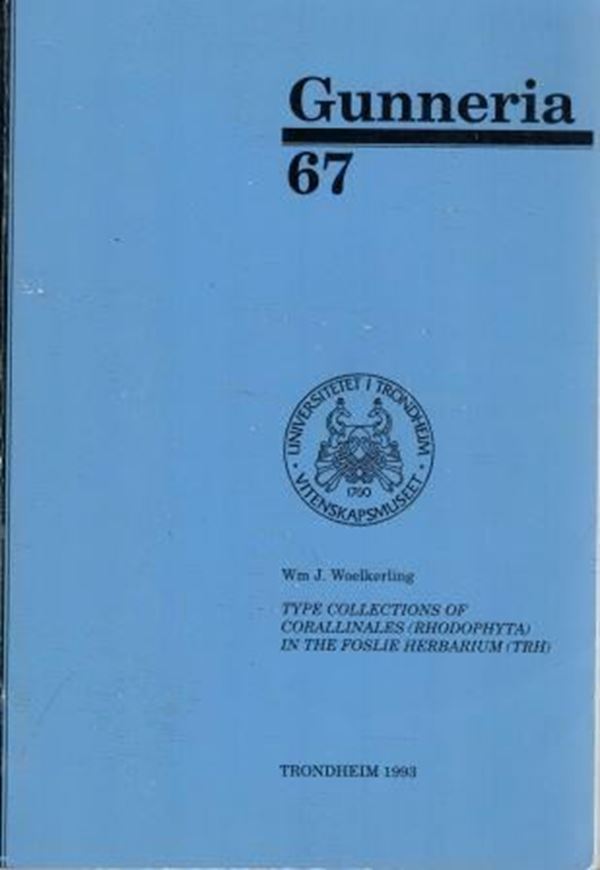 Gunneria
67
UNIVERSITETET I TRONDHEIM
1760
• VITENSKAPSMUSEET •
Wm J. Woelkerling
TYPE COLLECTIONS OF
CORALLINALES (RHODOPHYTA)
IN THE FOSLIE HERBARIUM (TRH)
TRONDHEIM 1993